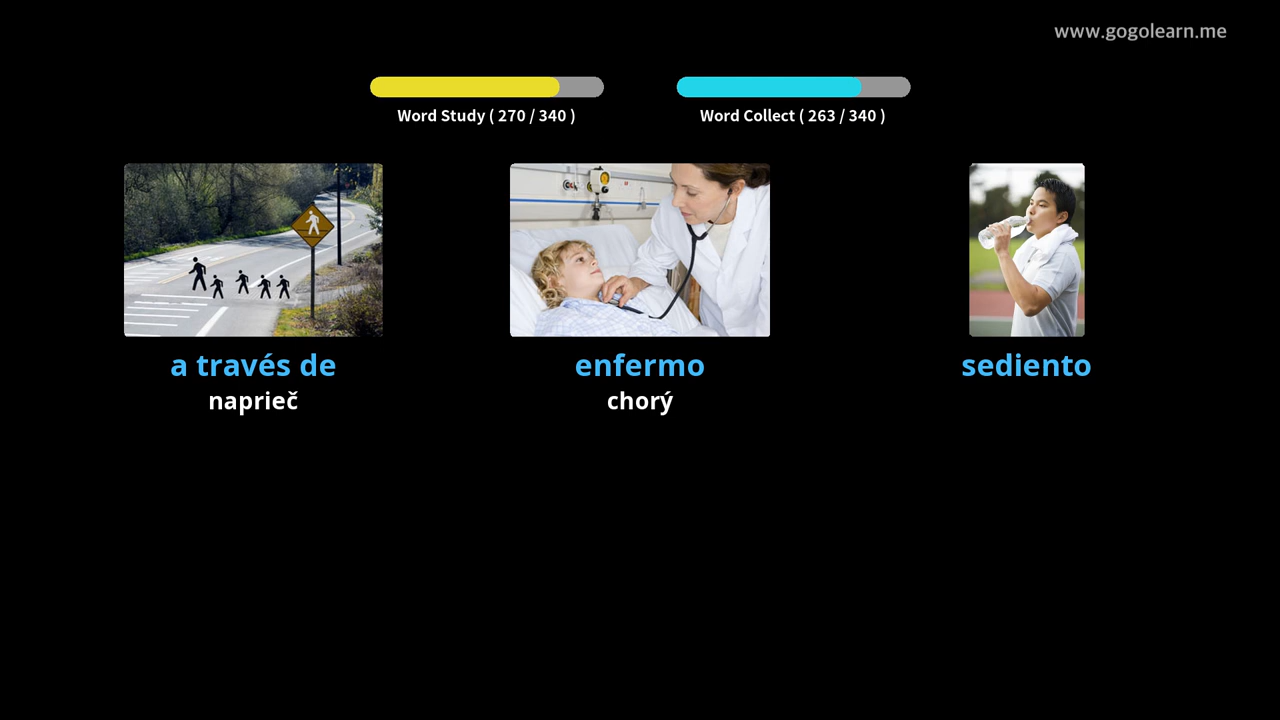 www.gogolearn.me
Word Study ( 270 / 340 )
Word Collect ( 263 / 340 )
a través de
naprieč
enfermo
chorý
sediento